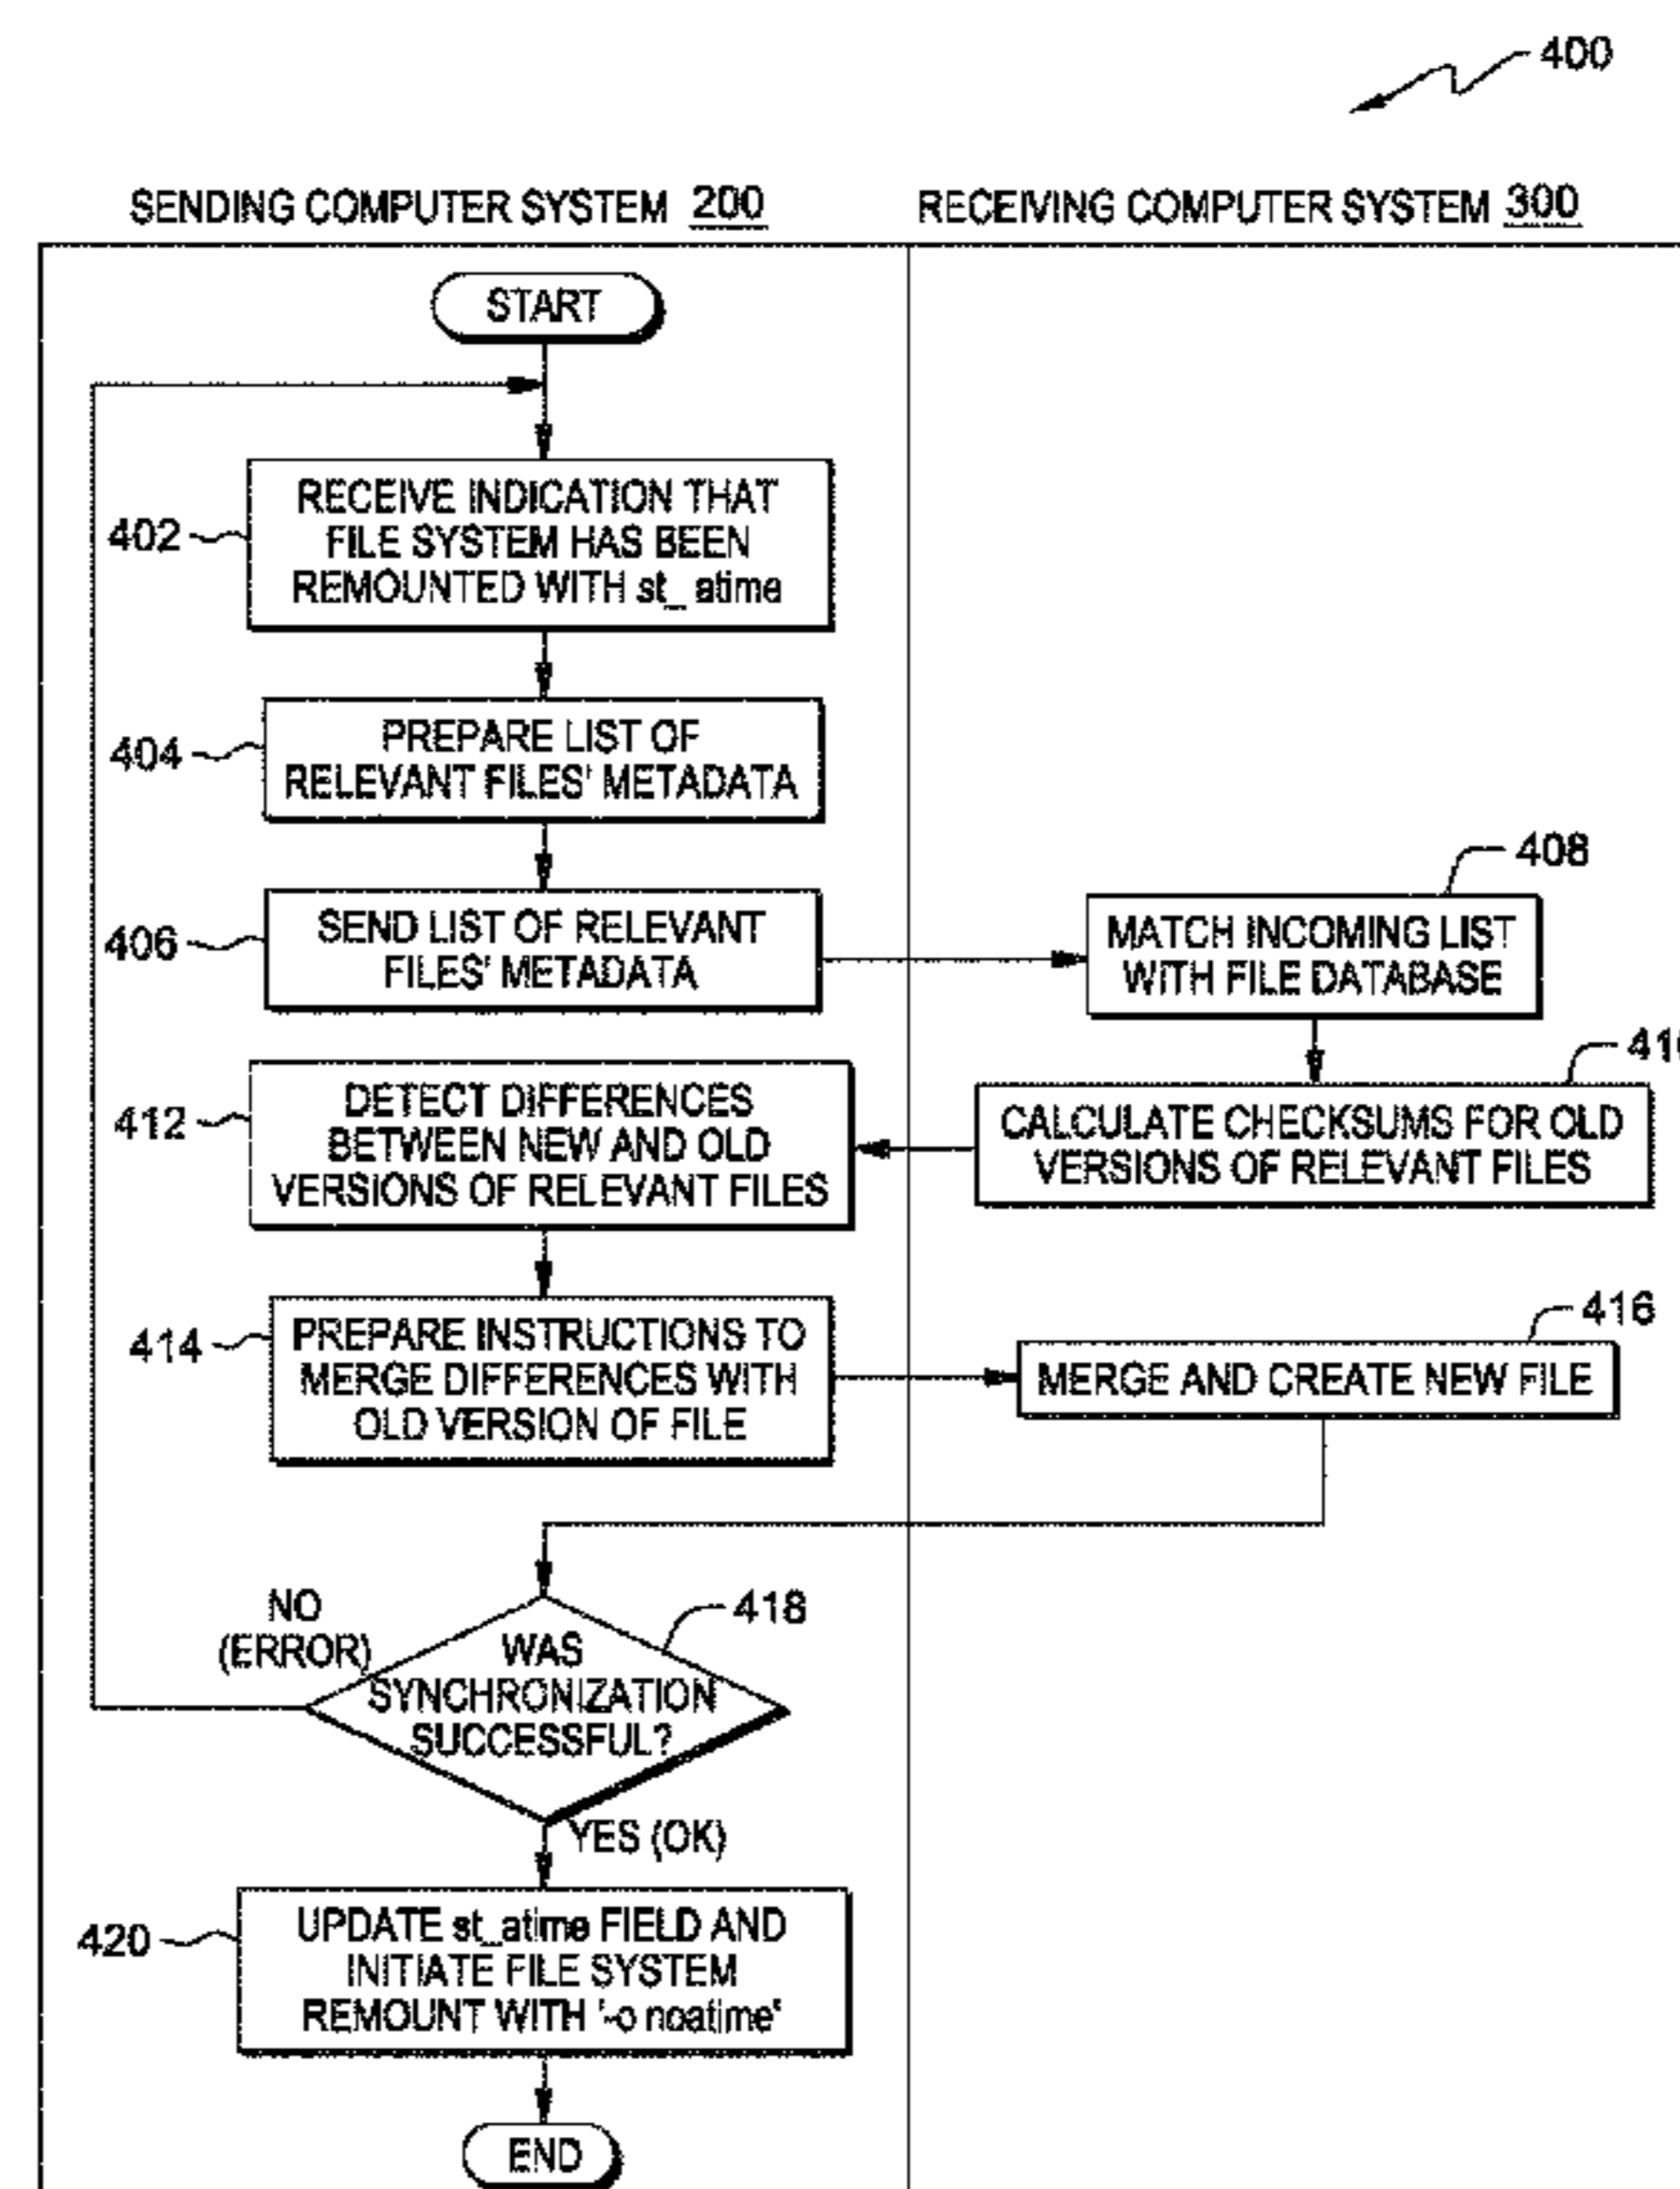 400
SENDING COMPUTER SYSTEM 200
RECEIVING COMPUTER SYSTEM 300
START
402
RECEIVE INDICATION THAT
FILE SYSTEM HAS BEEN
REMOUNTED WITH st_ atime
404
PREPARE LIST OF
RELEVANT FILES' METADATA
406
SEND LIST OF RELEVANT
FILES' METADATA
408
MATCH INCOMING LIST
WITH FILE DATABASE
CALCULATE CHECKSUMS FOR OLD
VERSIONS OF RELEVANT FILES
412
DETECT DIFFERENCES
BETWEEN NEW AND OLD
VERSIONS OF RELEVANT FILES
414
PREPARE INSTRUCTIONS TO
MERGE DIFFERENCES WITH
OLD VERSION OF FILE
416
MERGE AND CREATE NEW FILE
418
WAS
SYNCHRONIZATION
SUCCESSFUL?
NO
(ERROR)
YES (OK)
420
UPDATE st_atime FIELD AND
INITIATE FILE SYSTEM
REMOUNT WITH '-o noatime'
END